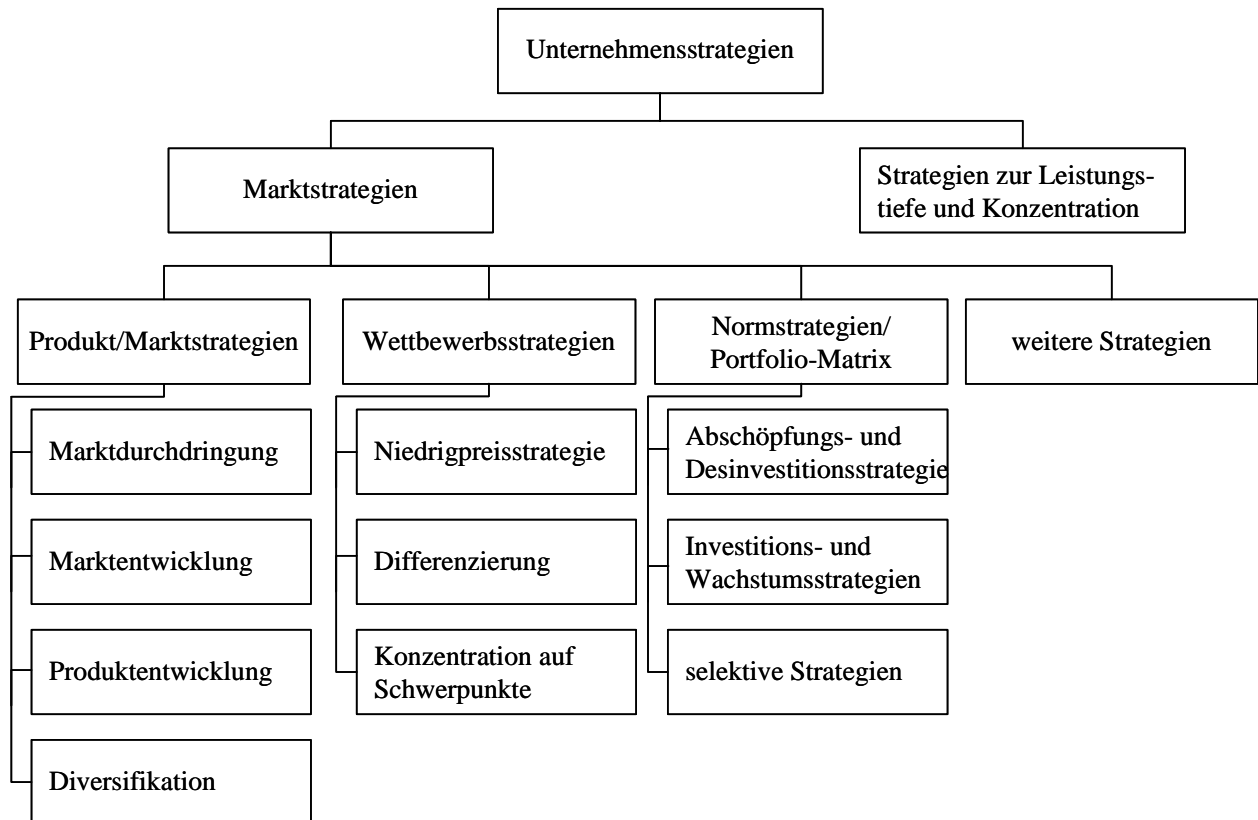 Unternehmensstrategien
Marktstrategien
Strategien zur Leistungs-
tiefe und Konzentration
Produkt/Marktstrategien
Wettbewerbsstrategien
Normstrategien/
Portfolio-Matrix
weitere Strategien
Marktdurchdringung
Marktentwicklung
Produktentwicklung
Diversifikation
Niedrigpreisstrategie
Differenzierung
Konzentration auf
Schwerpunkte
Abschöpfungs- und
Desinvestitionsstrategie
Investitions- und
Wachstumsstrategien
selektive Strategien